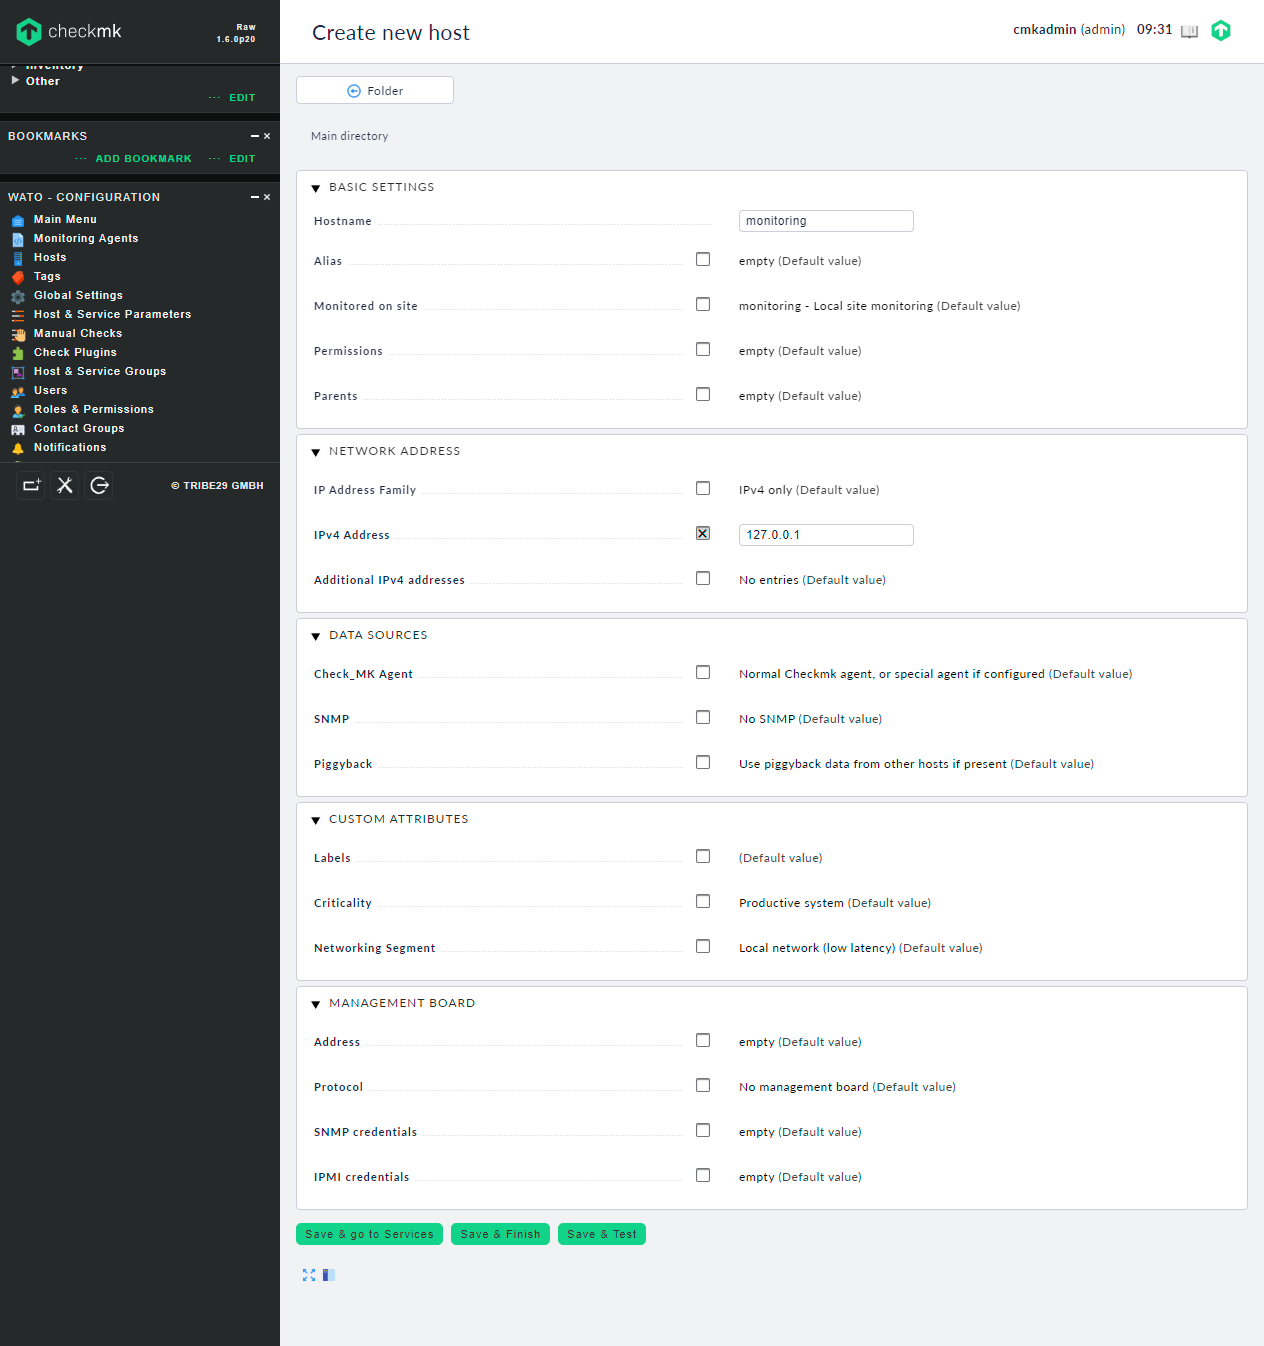 checkmk
Raw
1.6.0p20
Inventory
Other
··· EDIT
BOOKMARKS
··· ADD BOOKMARK ··· EDIT
WATO - CONFIGURATION
Main Menu
Monitoring Agents
Hosts
Tags
Global Settings
Host & Service Parameters
Manual Checks
Check Plugins
Host & Service Groups
Users
Roles & Permissions
Contact Groups
Notifications
© TRIBE29 GMBH
Create new host
cmkadmin (admin) 09:31
Folder
Main directory
BASIC SETTINGS
Hostname monitoring
Alias empty (Default value)
Monitored on site monitoring - Local site monitoring (Default value)
Permissions empty (Default value)
Parents empty (Default value)
NETWORK ADDRESS
IP Address Family IPv4 only (Default value)
IPv4 Address 127.0.0.1
Additional IPv4 addresses No entries (Default value)
DATA SOURCES
Check_MK Agent Normal Checkmk agent, or special agent if configured (Default value)
SNMP No SNMP (Default value)
Piggyback Use piggyback data from other hosts if present (Default value)
CUSTOM ATTRIBUTES
Labels (Default value)
Criticality Productive system (Default value)
Networking Segment Local network (low latency) (Default value)
MANAGEMENT BOARD
Address empty (Default value)
Protocol No management board (Default value)
SNMP credentials empty (Default value)
IPMI credentials empty (Default value)
Save & go to Services Save & Finish Save & Test